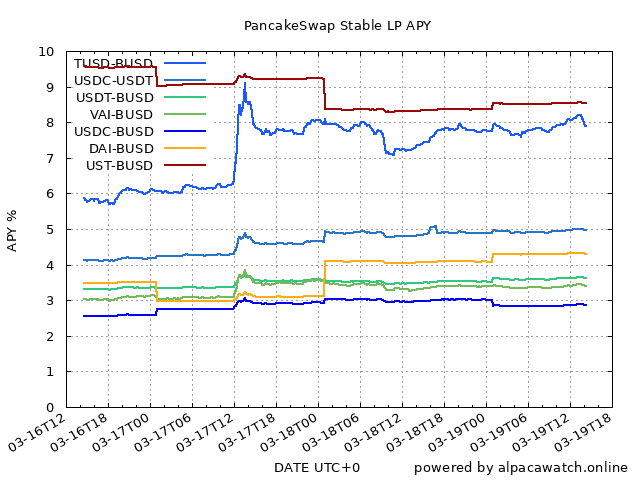 PancakeSwap Stable LP APY
APY %
10
9
8
7
6
5
4
3
2
1
0
TUSD-BUSD
USDC-USDT
USDT-BUSD
VAI-BUSD
USDC-BUSD
DAI-BUSD
UST-BUSD
03-16T12
03-16T18
03-17T00
03-17T06
03-17T12
03-17T18
03-18T00
03-18T06
03-18T12
03-18T18
03-19T00
03-19T06
03-19T12
03-19T18
DATE UTC+0
powered by alpacawatch.online